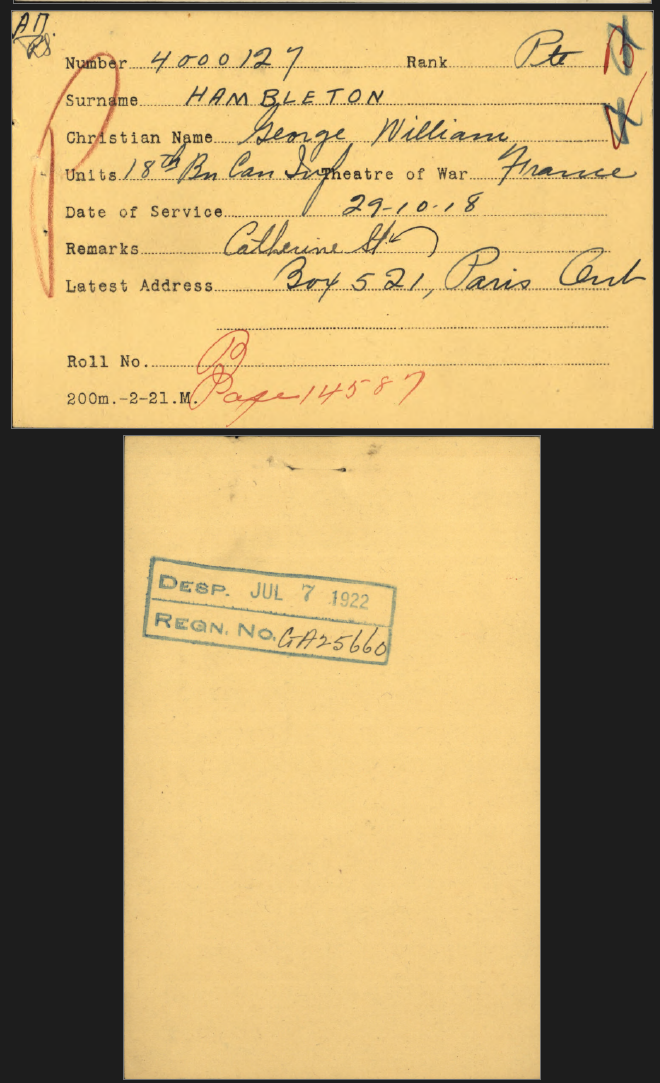 Number 4000127 Rank Pte
Surname HAMBLETON
Christian Name George William
Units 18th Bn Can Inf Theatre of War France
Date of Service 29-10-18
Remarks Catherine St
Latest Address Box 521, Paris Ont
Roll No. B
200m.-2-21.M. Page 14587
DESP. JUL 7 1922
REGN. NO. GA25660